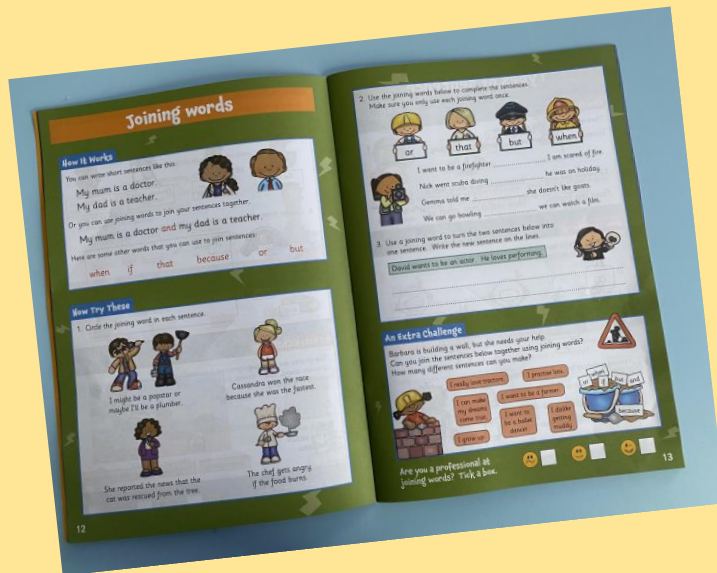 Joining words
How It Works
You can write short sentences like this:
My mum is a doctor.
My dad is a teacher.
Or you can use joining words to join your sentences together.
My mum is a doctor and my dad is a teacher.
Here are some other words that you can use to join sentences:
when if that because or but
Now Try These
1. Circle the joining word in each sentence.
I might be a popstar or
maybe I'll be a plumber.
Cassandra won the race
because she was the fastest.
She reported the news that the
cat was rescued from the tree.
The chef gets angry
if the food burns.
12
2. Use the joining words below to complete the sentences.
Make sure you only use each joining word once.
or
that
but
when
I want to be a firefighter ............ I am scared of fire.
Nick went scuba diving ............ he was on holiday.
Gemma told me ............ she doesn't like goats.
We can go bowling ............ we can watch a film.
3. Use a joining word to turn the two sentences below into
one sentence. Write the new sentence on the lines.
David wants to be an actor. He loves performing.
An Extra Challenge
Barbara is building a wall, but she needs your help.
Can you join the sentences below together using joining words?
How many different sentences can you make?
I really love tractors
I practise lots
I can make
my dreams
come true
I want to be a farmer
I want to
be a ballet
dancer
I dislike
getting
muddy
I grow up
or
when
if
but
and
because
Are you a professional at
joining words? Tick a box.
13